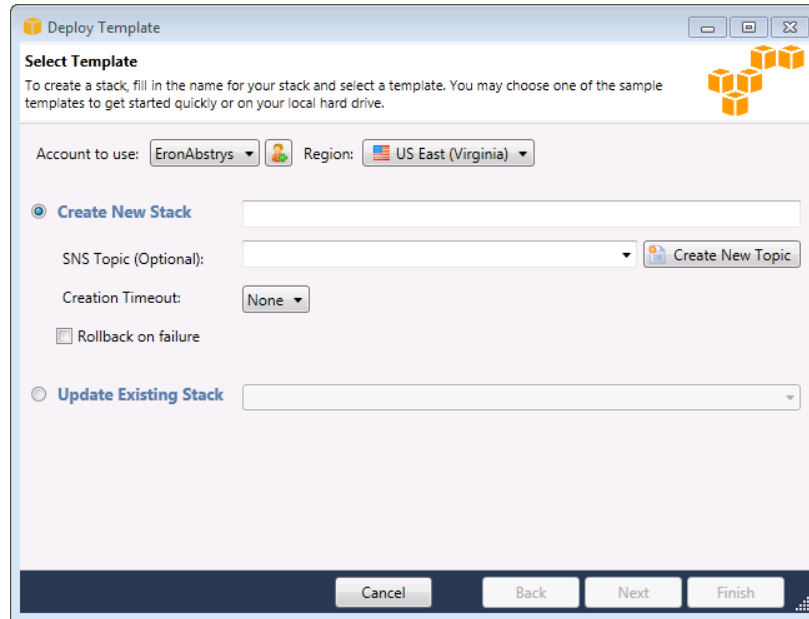 Deploy Template
Select Template
To create a stack, fill in the name for your stack and select a template. You may choose one of the sample
templates to get started quickly or on your local hard drive.
Account to use: EronAbstrys Region: US East (Virginia)
Create New Stack
SNS Topic (Optional): Create New Topic
Creation Timeout: None
Rollback on failure
Update Existing Stack
Cancel Back Next Finish